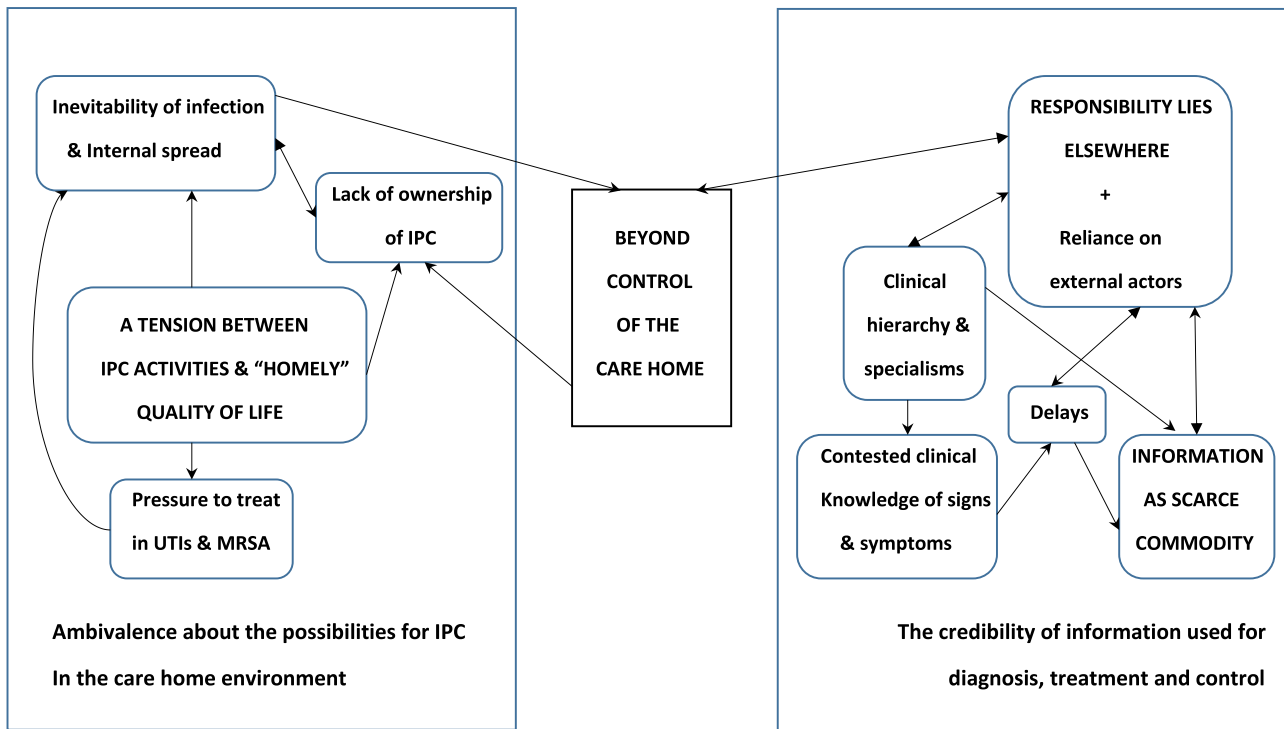 Inevitability of infection
& Internal spread
Lack of ownership
of IPC
A TENSION BETWEEN
IPC ACTIVITIES & “HOMELY”
QUALITY OF LIFE
Pressure to treat
in UTIs & MRSA
Ambivalence about the possibilities for IPC
In the care home environment
BEYOND
CONTROL
OF THE
CARE HOME
RESPONSIBILITY LIES
ELSEWHERE
+
Reliance on
external actors
Clinical
hierarchy &
specialisms
Delays
Contested clinical
Knowledge of signs
& symptoms
INFORMATION
AS SCARCE
COMMODITY
The credibility of information used for
diagnosis, treatment and control